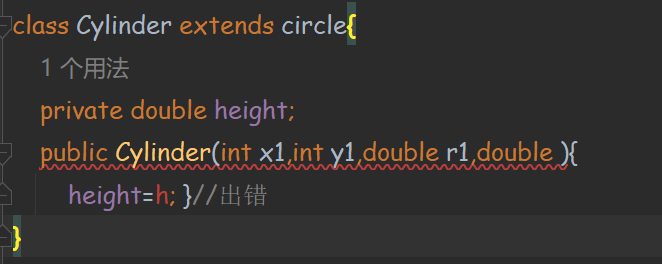 class Cylinder extends circle{
1 个用法
private double height;
public Cylinder(int x1,int y1,double r1,double ){
height=h; }//出错
}